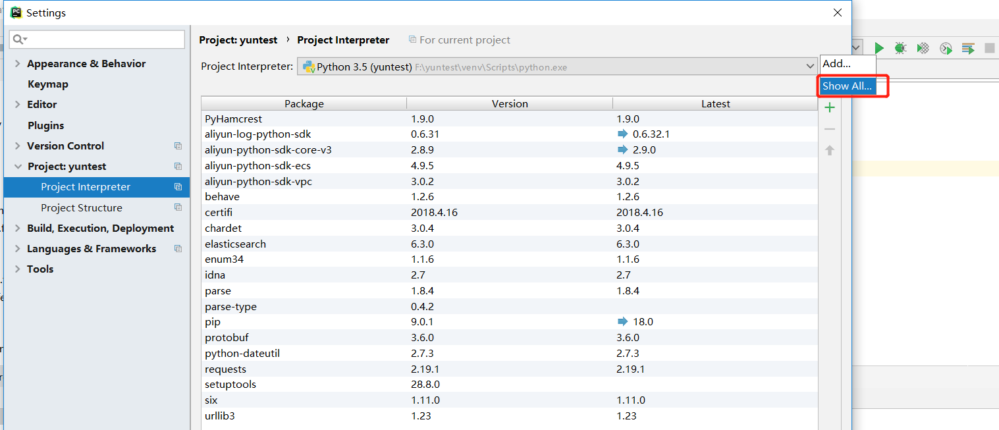 Settings
Project: yuntest › Project Interpreter For current project
Appearance & Behavior
Keymap
Editor
Plugins
Version Control
Project: yuntest
Project Interpreter
Project Structure
Build, Execution, Deployment
Languages & Frameworks
Tools
Project Interpreter: Python 3.5 (yuntest) F:\yuntest\venv\Scripts\python.exe
Add...
Show All...
Package Version Latest
PyHamcrest 1.9.0 1.9.0
aliyun-log-python-sdk 0.6.31 0.6.32.1
aliyun-python-sdk-core-v3 2.8.9 2.9.0
aliyun-python-sdk-ecs 4.9.5 4.9.5
aliyun-python-sdk-vpc 3.0.2 3.0.2
behave 1.2.6 1.2.6
certifi 2018.4.16 2018.4.16
chardet 3.0.4 3.0.4
elasticsearch 6.3.0 6.3.0
enum34 1.1.6 1.1.6
idna 2.7 2.7
parse 1.8.4 1.8.4
parse-type 0.4.2
pip 9.0.1 18.0
protobuf 3.6.0 3.6.0
python-dateutil 2.7.3 2.7.3
requests 2.19.1 2.19.1
setuptools 28.8.0
six 1.11.0 1.11.0
urllib3 1.23 1.23